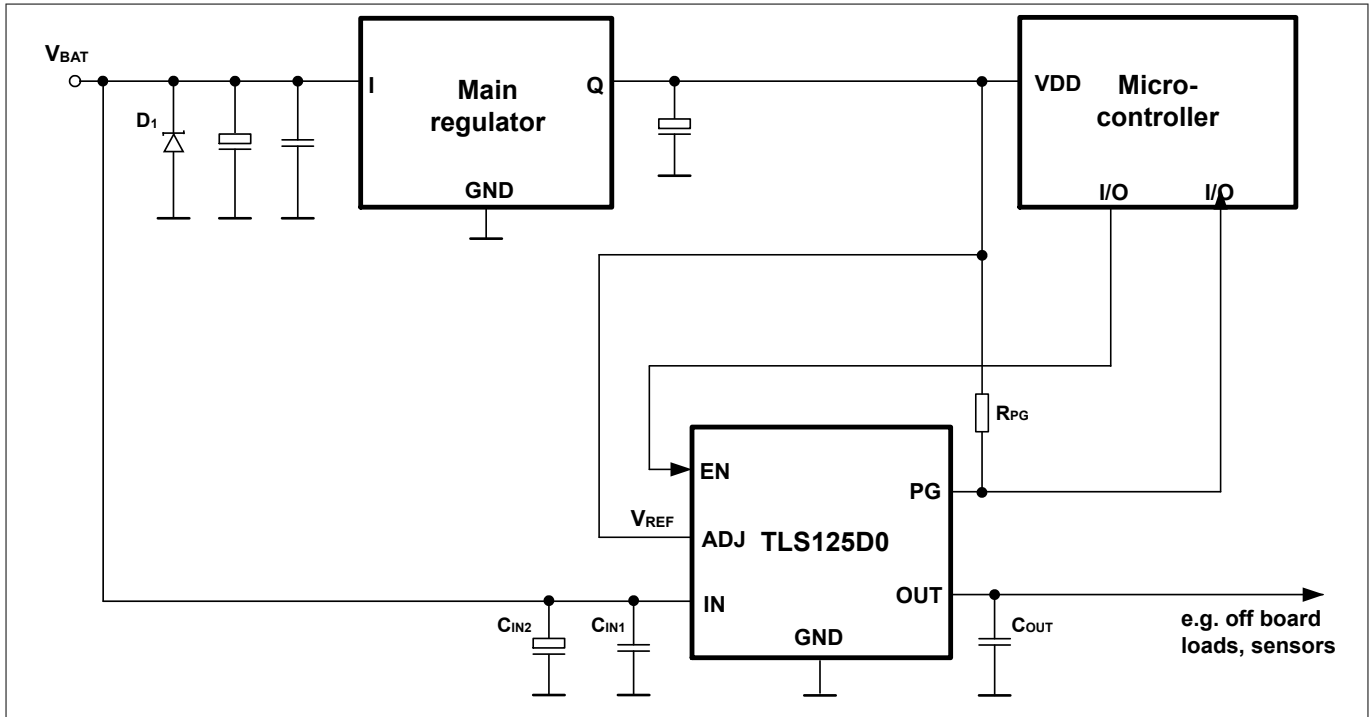 VBAT
D1
I
Main
regulator
Q
GND
VDD
Micro-
controller
I/O
I/O
RPG
EN
PG
VREF
ADJ
TLS125D0
IN
OUT
CIN2
CIN1
GND
COUT
e.g. off board
loads, sensors